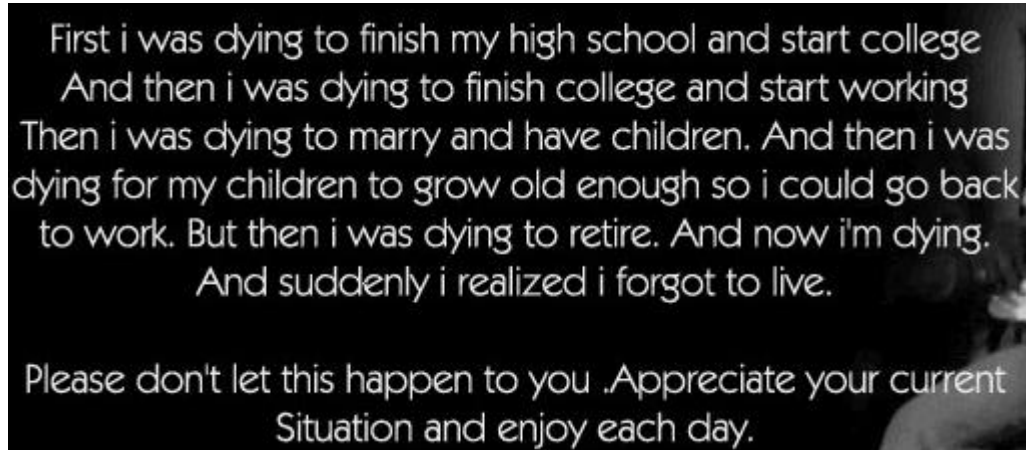 First i was dying to finish my high school and start college
And then i was dying to finish college and start working
Then i was dying to marry and have children. And then i was
dying for my children to grow old enough so i could go back
to work. But then i was dying to retire. And now i'm dying.
And suddenly i realized i forgot to live.
Please don't let this happen to you .Appreciate your current
Situation and enjoy each day.